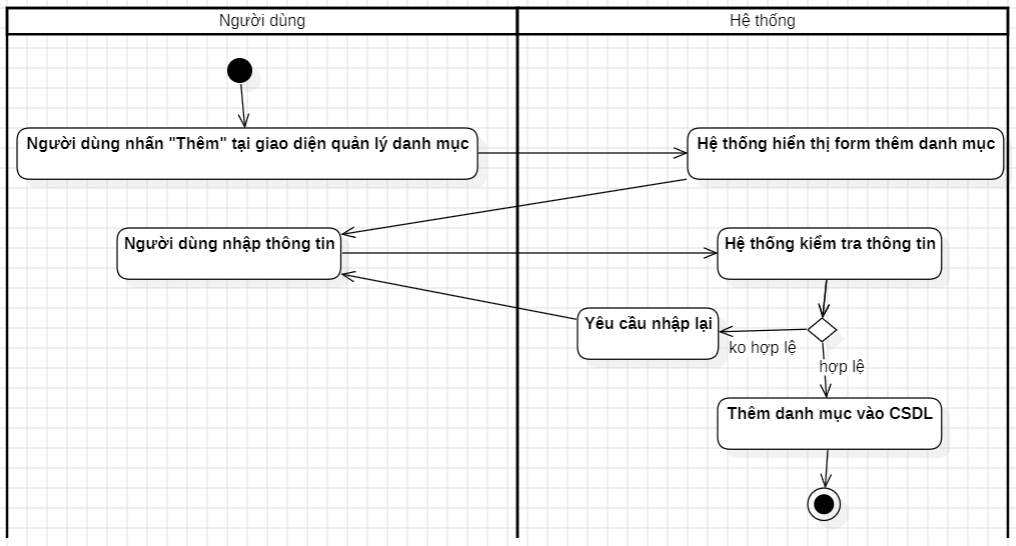 Người dùng
Hệ thống
Người dùng nhấn "Thêm" tại giao diện quản lý danh mục
Hệ thống hiển thị form thêm danh mục
Người dùng nhập thông tin
Hệ thống kiểm tra thông tin
Yêu cầu nhập lại
ko hợp lệ
hợp lệ
Thêm danh mục vào CSDL